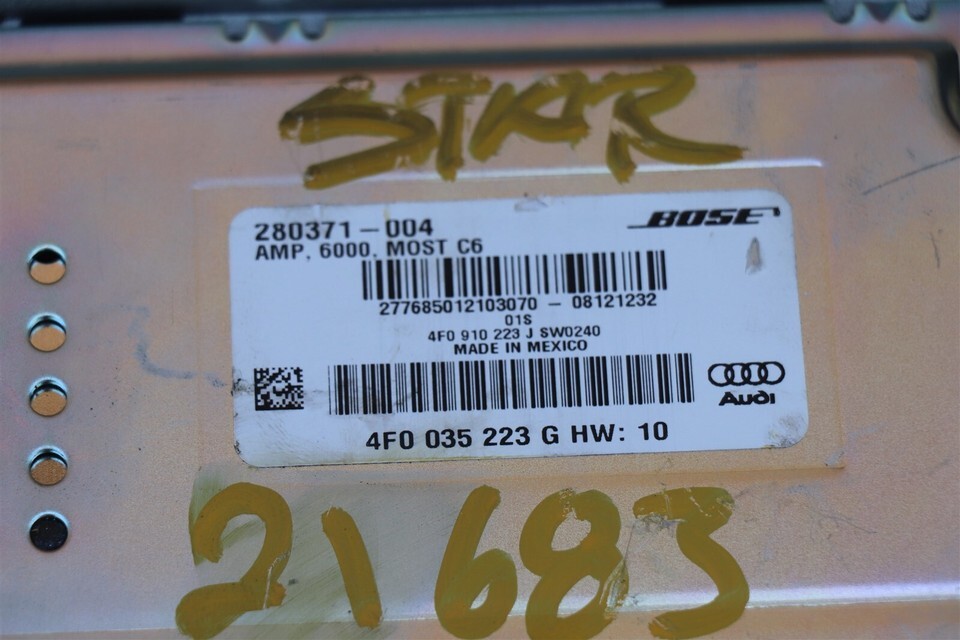 STKR
280371-004
BOSE
AMP, 6000, MOST C6
277685012103070 - 08121232
01S
4F0 910 223 J SW0240
MADE IN MEXICO
Audi
4F0 035 223 G HW: 10
21683